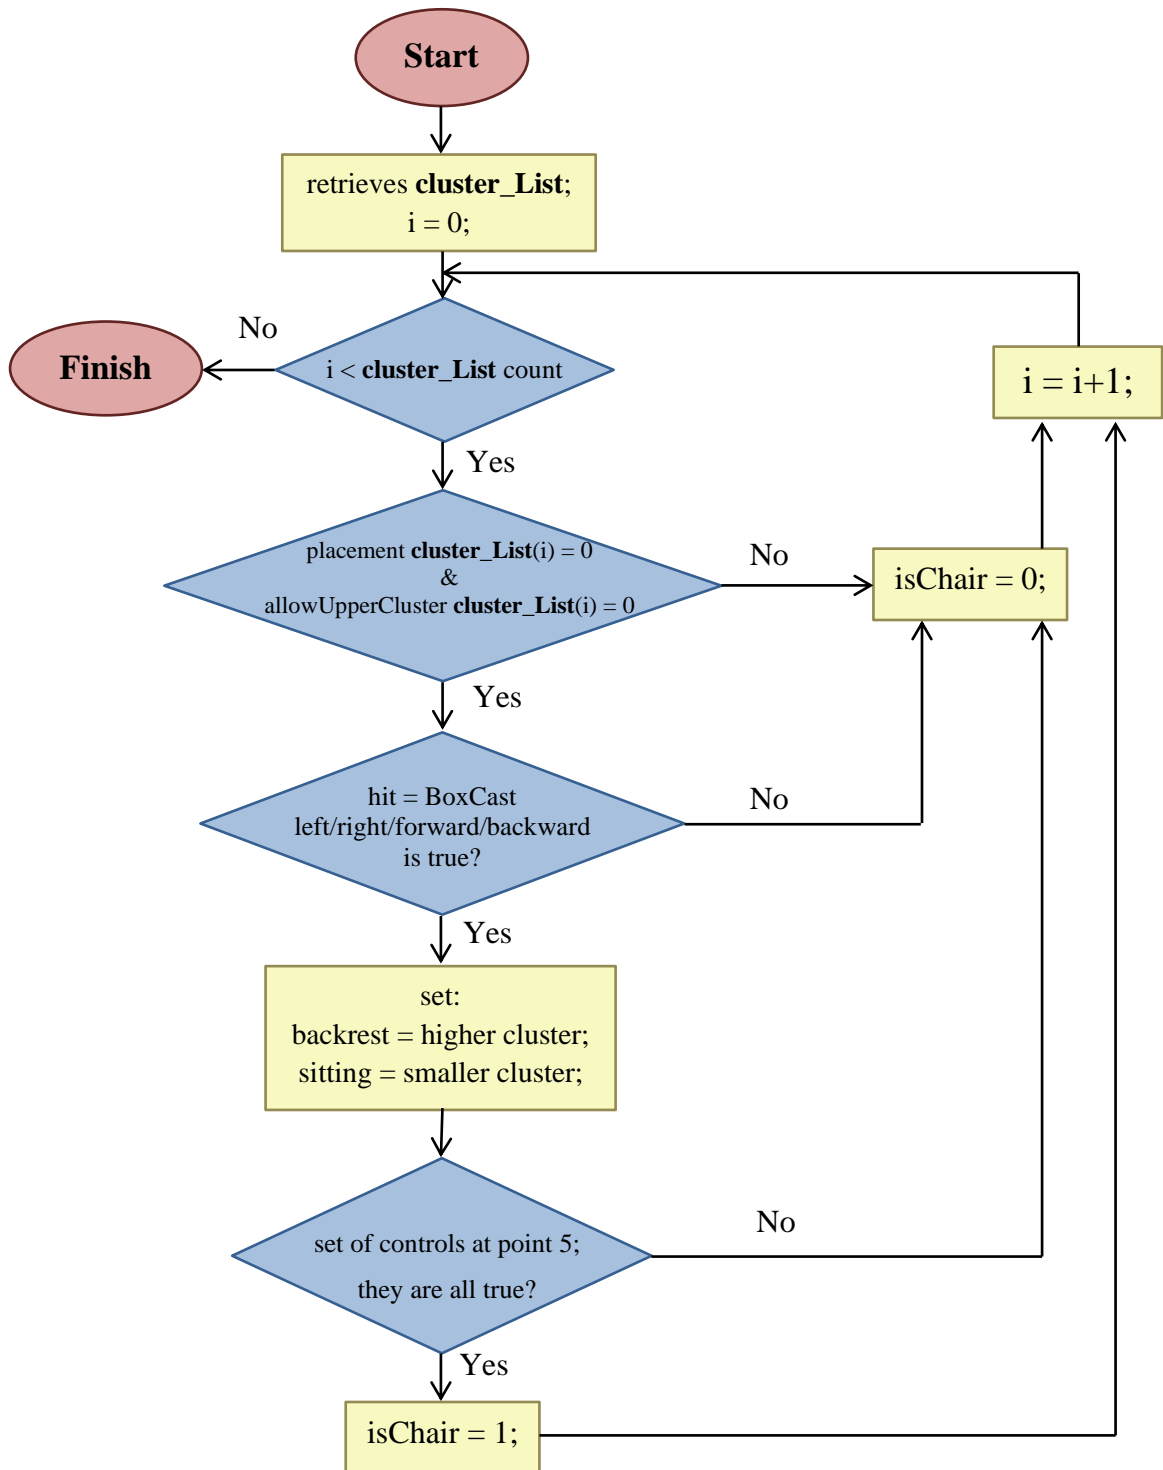 Start
retrieves cluster_List;
i = 0;
No
Finish
i < cluster_List count
i = i+1;
Yes
placement cluster_List(i) = 0
&
allowUpperCluster cluster_List(i) = 0
No
isChair = 0;
Yes
hit = BoxCast
left/right/forward/backward
is true?
No
Yes
set:
backrest = higher cluster;
sitting = smaller cluster;
set of controls at point 5;
they are all true?
No
Yes
isChair = 1;